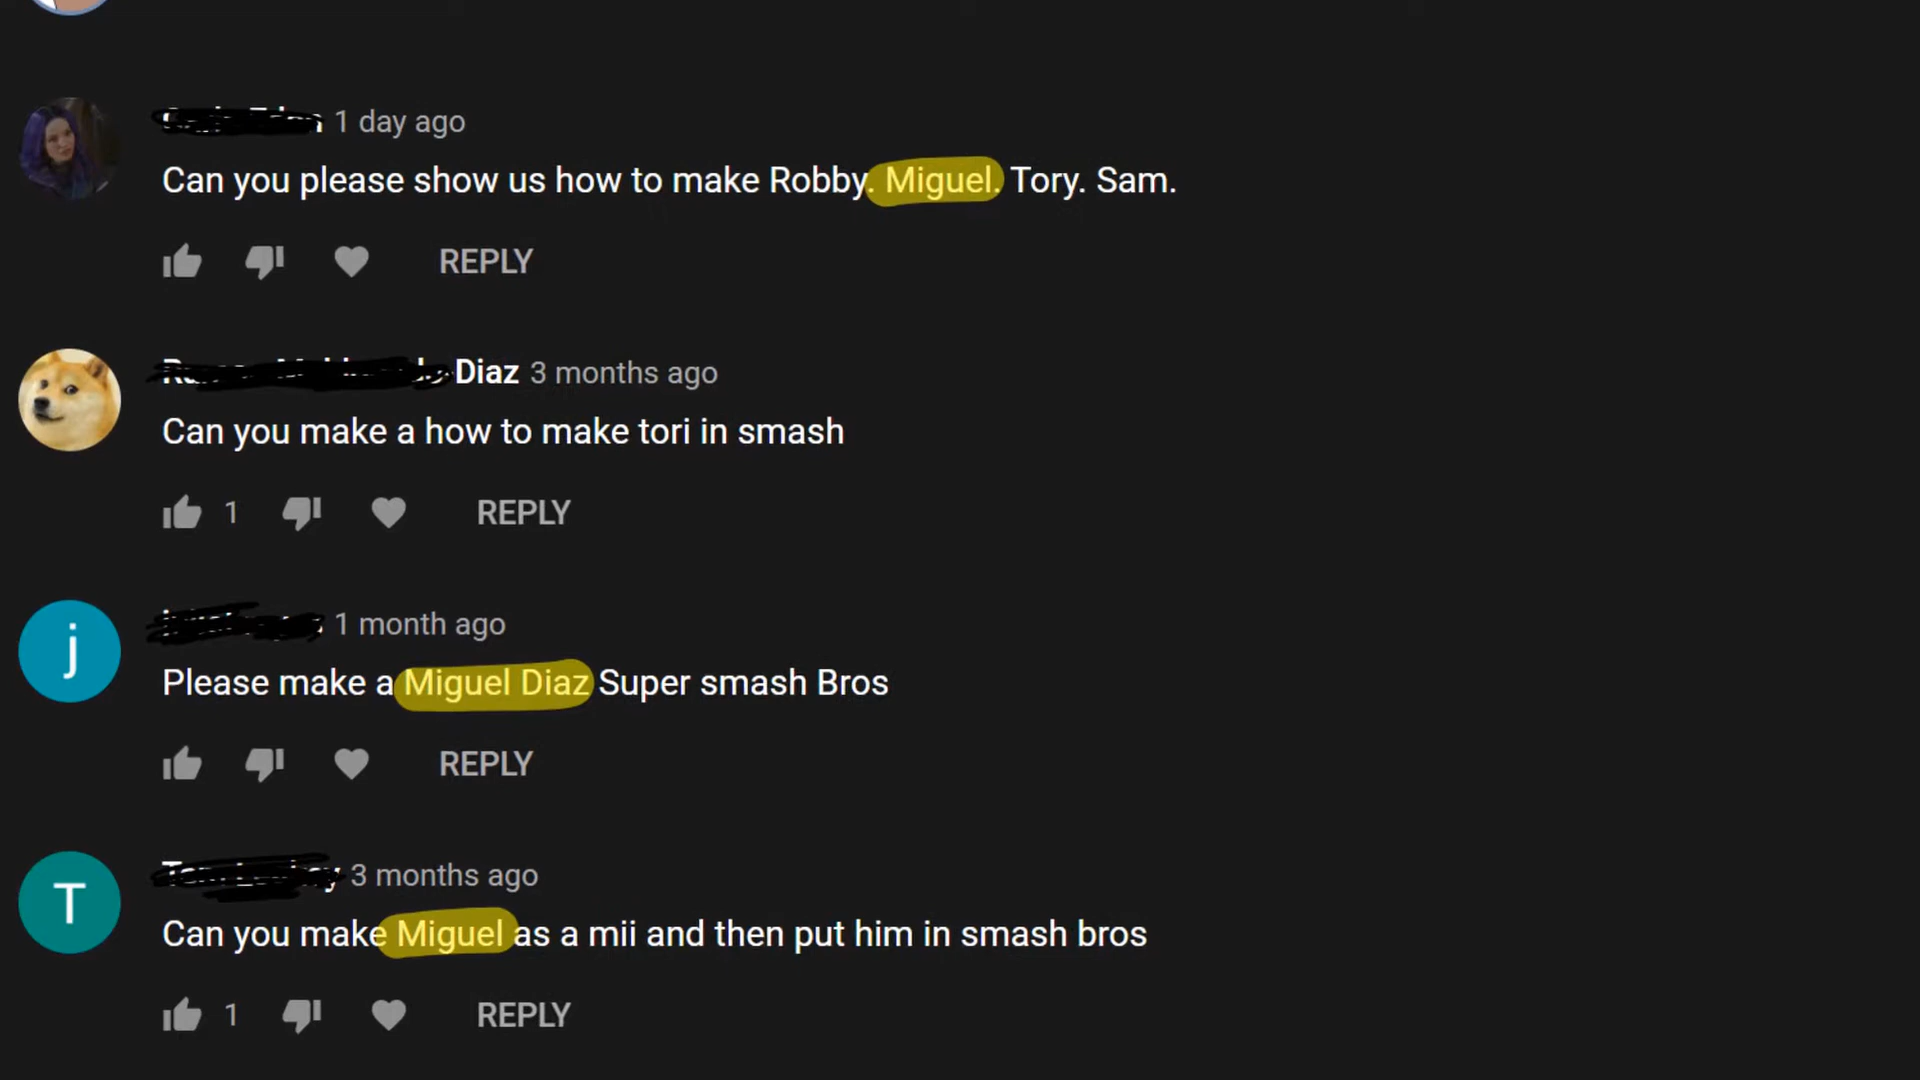 1 day ago
Can you please show us how to make Robby. Miguel. Tory. Sam.
REPLY
Diaz 3 months ago
Can you make a how to make tori in smash
1 REPLY
j
1 month ago
Please make a Miguel Diaz Super smash Bros
REPLY
T
3 months ago
Can you make Miguel as a mii and then put him in smash bros
1 REPLY